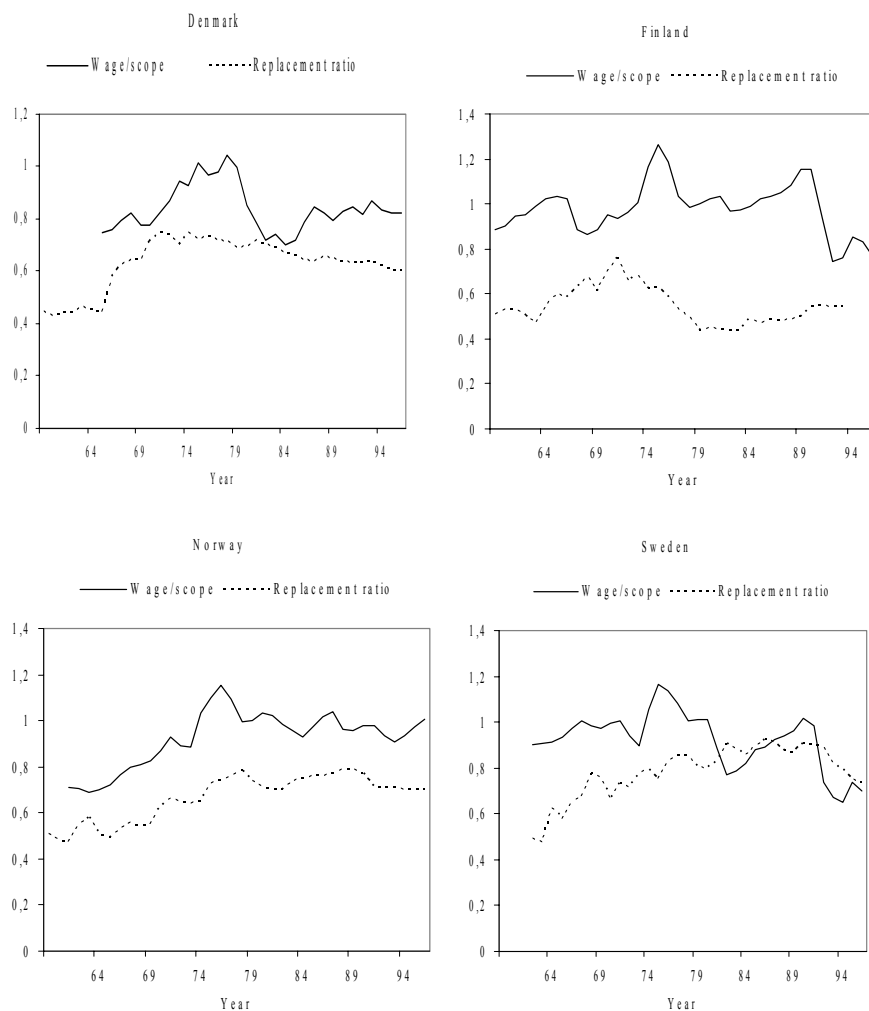 Denmark
Wage/scope Replacement ratio
1,2
1
0,8
0,6
0,4
0,2
0
64 69 74 79 84 89 94
Year
Finland
Wage/scope Replacement ratio
1,4
1,2
1
0,8
0,6
0,4
0,2
0
64 69 74 79 84 89 94
Year
Norway
Wage/scope Replacement ratio
1,4
1,2
1
0,8
0,6
0,4
0,2
0
64 69 74 79 84 89 94
Year
Sweden
Wage/scope Replacement ratio
1,4
1,2
1
0,8
0,6
0,4
0,2
0
64 69 74 79 84 89 94
Year